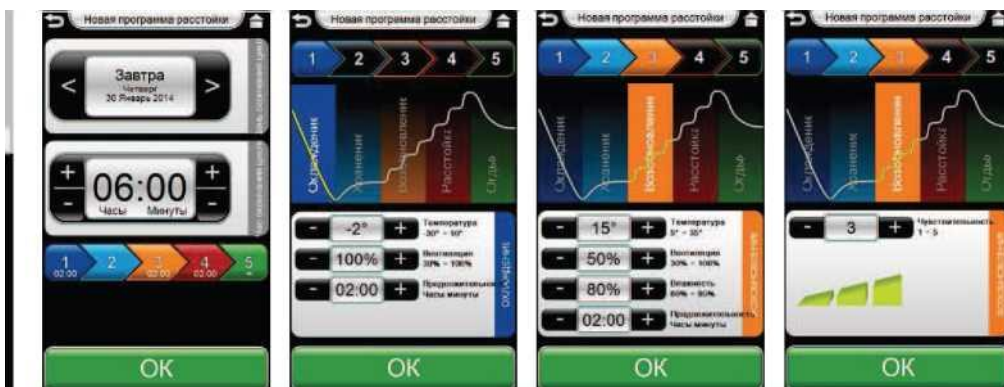 Новая программа расстойки
<
Завтра
Четверг
30 Январь 2014
>
+
-
06:00
Часы Минуты
+
-
1
02:00
2
3
02:00
4
02:00
5
OK
Новая программа расстойки
1 2 3 4 5
Охлаждение
Хранение
Возобновление
Расстойка
Отдых
- -2° + Температура
-30° - 10°
- 100% + Вентиляция
30% - 100%
- 02:00 + Продолжительность
Часы минуты
ОХЛАЖДЕНИЕ
OK
Новая программа расстойки
1 2 3 4 5
Охлаждение
Хранение
Возобновление
Расстойка
Отдых
- 15° + Температура
5° - 35°
- 50% + Вентиляция
30% - 100%
- 80% + Влажность
60% - 95%
- 02:00 + Продолжительность
Часы минуты
OK
Новая программа расстойки
1 2 3 4 5
Охлаждение
Хранение
Возобновление
Расстойка
Отдых
- 3 + Чувствительность
1 - 5
OK